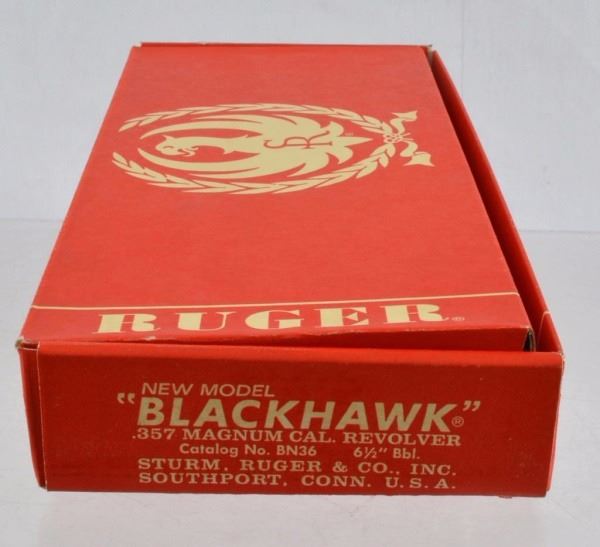 SR®
RUGER®
NEW MODEL
"BLACKHAWK®"
.357 MAGNUM CAL. REVOLVER
Catalog No. BN36 6½" Bbl.
STURM, RUGER & CO., INC.
SOUTHPORT, CONN. U.S.A.